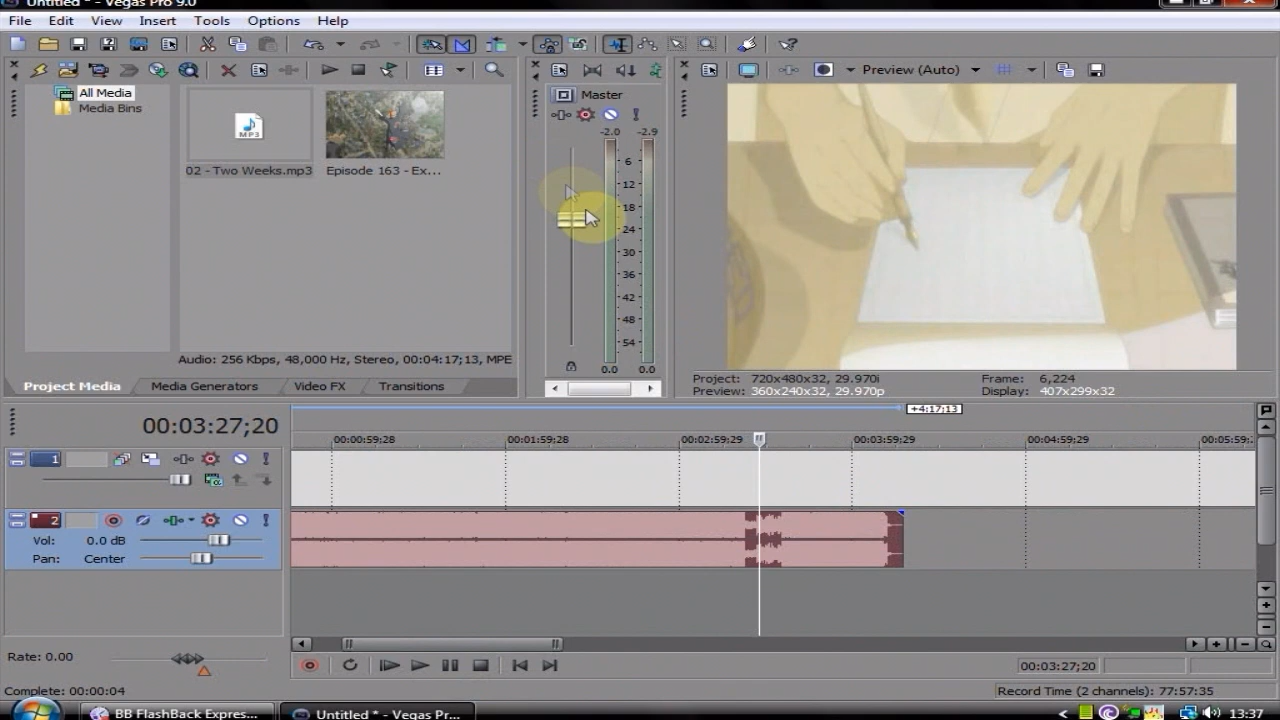 Untitled * - Vegas Pro 9.0
File Edit View Insert Tools Options Help
All Media
Media Bins
MP3
02 - Two Weeks.mp3
Episode 163 - Ex...
Audio: 256 Kbps, 48,000 Hz, Stereo, 00:04:17;13, MPE
Project Media Media Generators Video FX Transitions
Master
-2.0 -2.9
6
12
18
24
30
36
42
48
54
0.0 0.0
Preview (Auto)
Project: 720x480x32, 29.970i Frame: 6,224
Preview: 360x240x32, 29.970p Display: 407x299x32
+4:17;13
00:03:27;20
00:00:59;28 00:01:59;28 00:02:59;29 00:03:59;29 00:04:59;29 00:05:59;
1
2
Vol: 0.0 dB
Pan: Center
Rate: 0.00
00:03:27;20
Complete: 00:00:04
Record Time (2 channels): 77:57:35
BB FlashBack Expres... Untitled * - Vegas Pr... 13:37